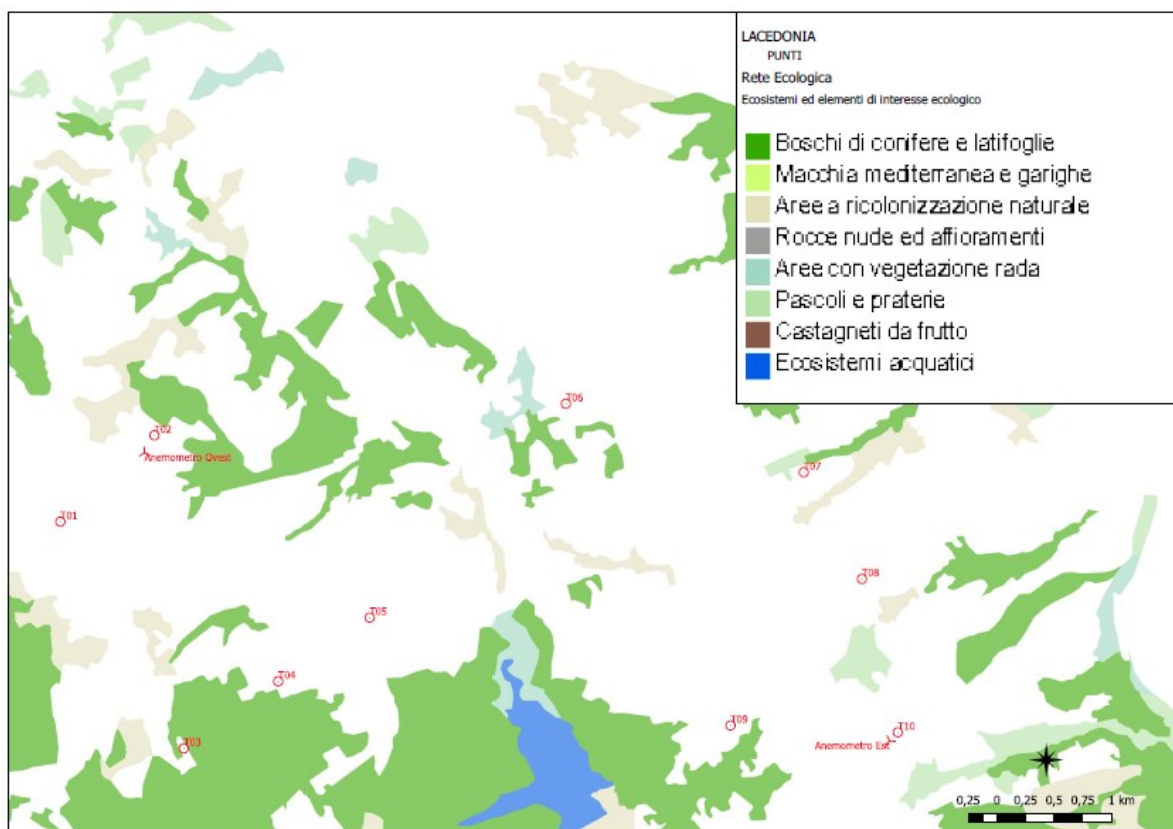 LACEDONIA
PUNTI
Rete Ecologica
Ecosistemi ed elementi di interesse ecologico
Boschi di conifere e latifoglie
Macchia mediterranea e garighe
Aree a ricolonizzazione naturale
Rocce nude ed affioramenti
Aree con vegetazione rada
Pascoli e praterie
Castagneti da frutto
Ecosistemi acquatici
T06
T02
Anemometro Ovest
T07
T01
T08
T05
T04
T09
T10
T03
Anemometro Est
0,25 0 0,25 0,5 0,75 1 km